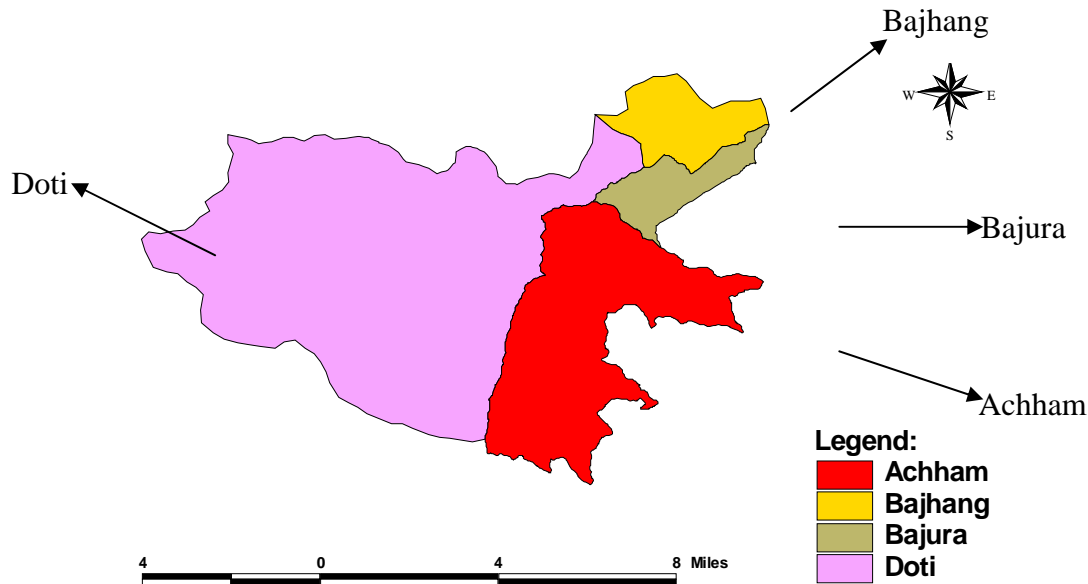 Bajhang
W E
S
Doti
Bajura
Achham
Legend:
Achham
Bajhang
Bajura
Doti
4 0 4 8 Miles